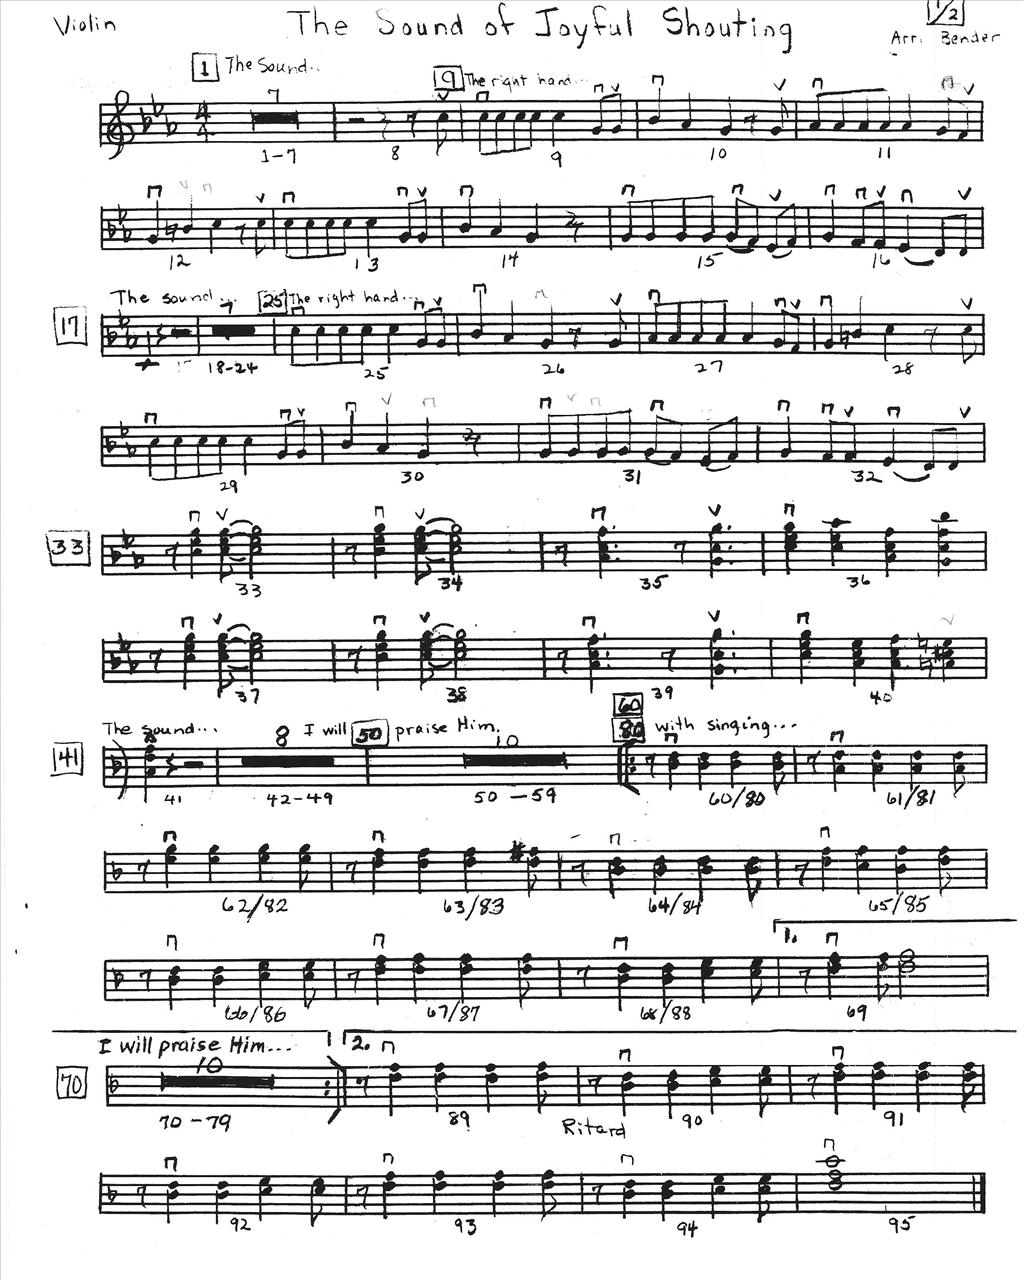 Violin The Sound of Joyful Shouting 1/2
Arr. Bender
1 The Sound.. 9 The right hand...
4 4 7
1-7 8 9 10 11
12 13 14 15 16
The sound... 25 The right hand...
17 7
18-24 25 26 27 28
29 30 31 32
33
33 34 35 36
37 38 39 40
60
The sound... 8 I will 50 praise Him. 80 with singing...
41 10
41 42-49 50-59 60/80 61/81
62/82 63/83 64/84 65/85
1.
66/86 67/87 68/88 69
I will praise Him... 2.
70 10
70-79 89 Ritard 90 91
92 93 94 95